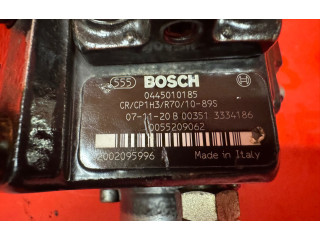 555 BOSCH
0445010185
CR/CP1H3/R70/10-89S
07-11-20 B 00351 3334186
0055209062
2002095996 Made in Italy